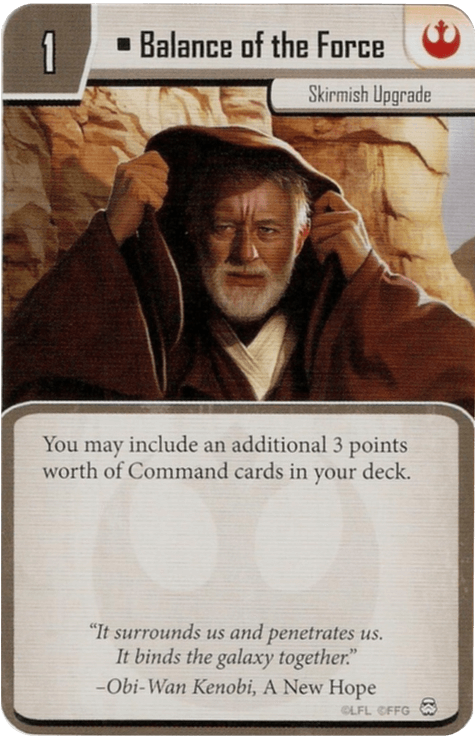 1
▪ Balance of the Force
Skirmish Upgrade
You may include an additional 3 points
worth of Command cards in your deck.
“It surrounds us and penetrates us.
It binds the galaxy together.”
–Obi-Wan Kenobi, A New Hope
©LFL ©FFG